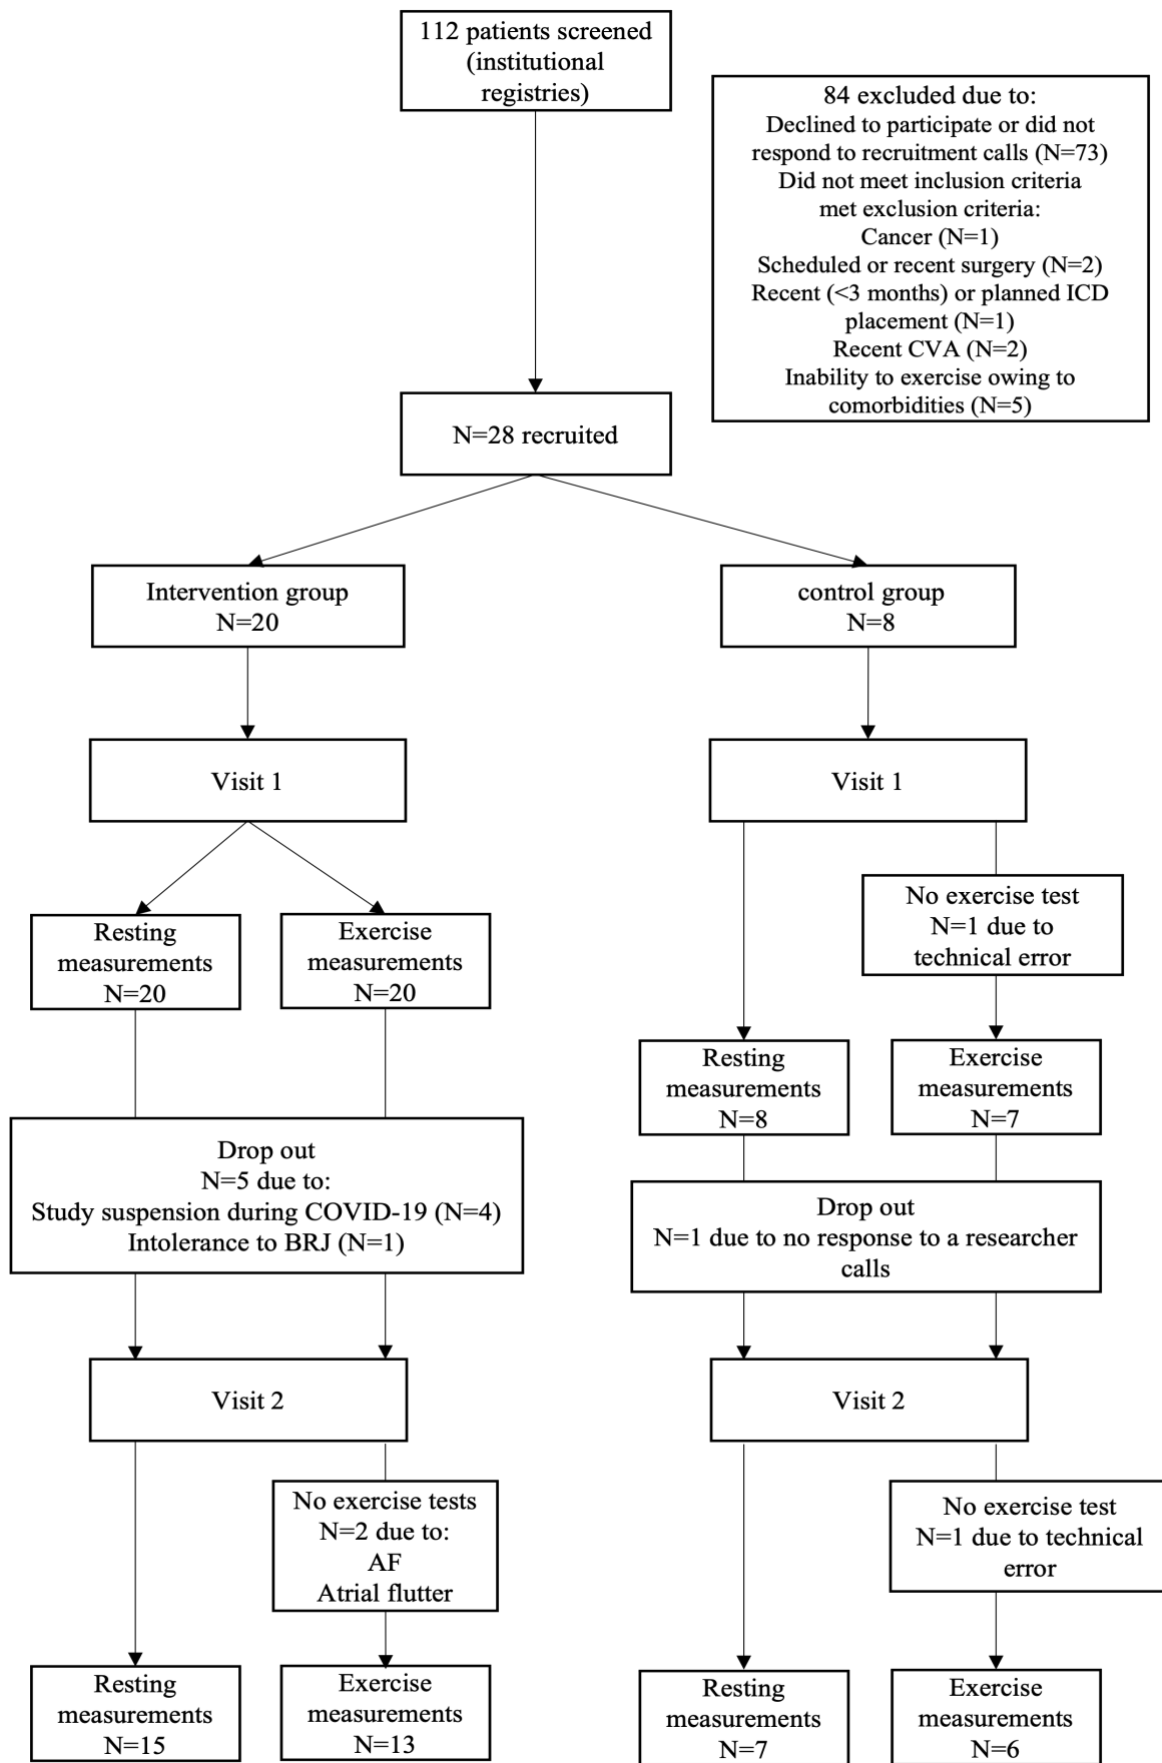 112 patients screened
(institutional
registries)
84 excluded due to:
Declined to participate or did not
respond to recruitment calls (N=73)
Did not meet inclusion criteria
met exclusion criteria:
Cancer (N=1)
Scheduled or recent surgery (N=2)
Recent (<3 months) or planned ICD
placement (N=1)
Recent CVA (N=2)
Inability to exercise owing to
comorbidities (N=5)
N=28 recruited
Intervention group
N=20
control group
N=8
Visit 1
Visit 1
Resting
measurements
N=20
Exercise
measurements
N=20
No exercise test
N=1 due to
technical error
Resting
measurements
N=8
Exercise
measurements
N=7
Drop out
N=5 due to:
Study suspension during COVID-19 (N=4)
Intolerance to BRJ (N=1)
Drop out
N=1 due to no response to a researcher
calls
Visit 2
Visit 2
No exercise tests
N=2 due to:
AF
Atrial flutter
No exercise test
N=1 due to technical
error
Resting
measurements
N=15
Exercise
measurements
N=13
Resting
measurements
N=7
Exercise
measurements
N=6